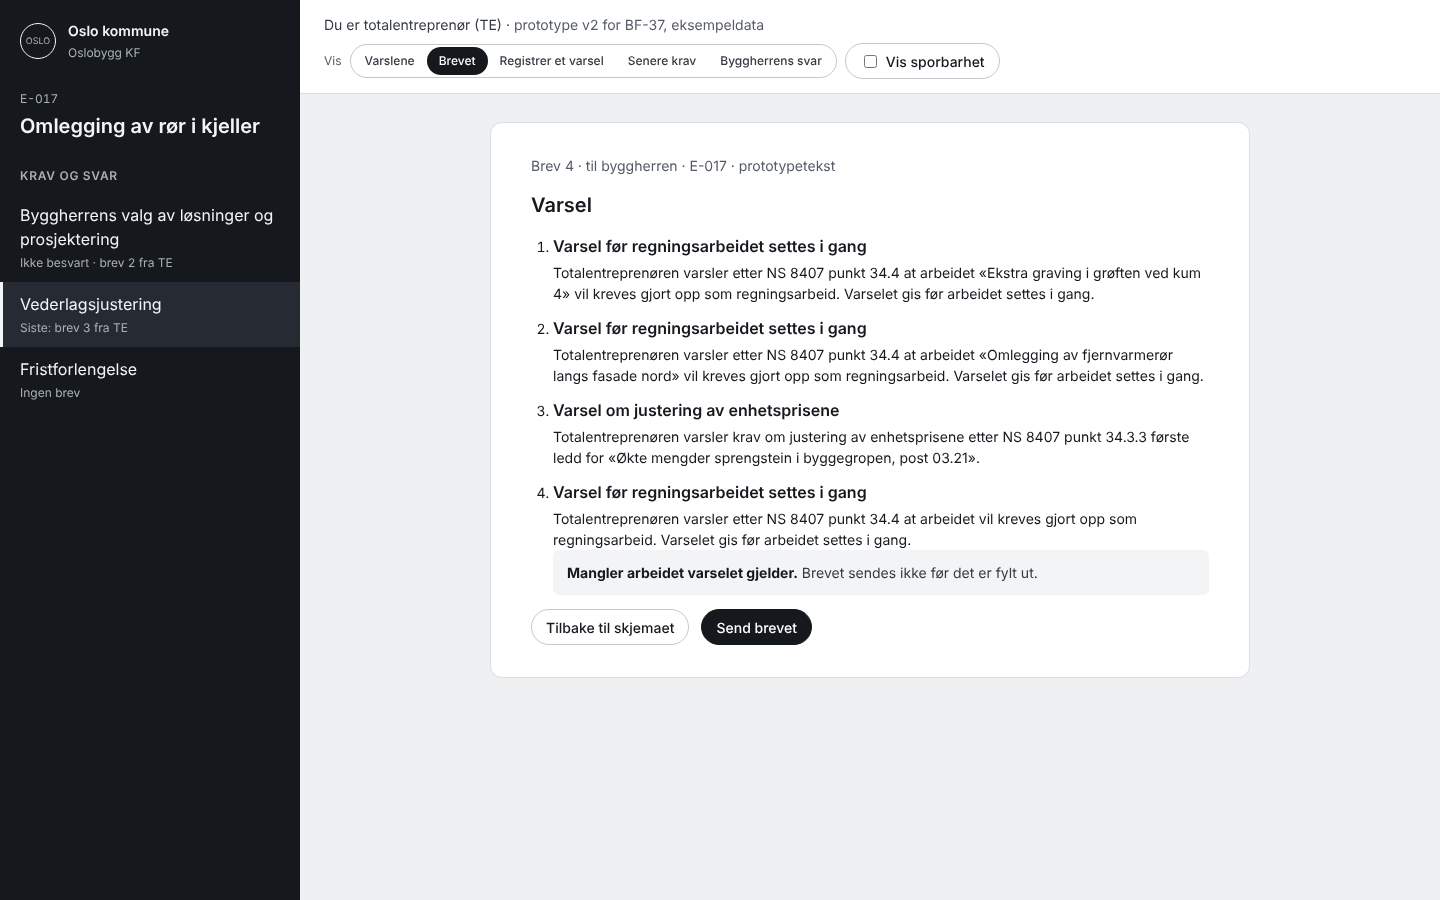 OSLO
Oslo kommune
Oslobygg KF
E-017
Omlegging av rør i kjeller
KRAV OG SVAR
Byggherrens valg av løsninger og
prosjektering
Ikke besvart · brev 2 fra TE
Vederlagsjustering
Siste: brev 3 fra TE
Fristforlengelse
Ingen brev
Du er totalentreprenør (TE) · prototype v2 for BF-37, eksempeldata
Vis Varslene Brevet Registrer et varsel Senere krav Byggherrens svar Vis sporbarhet
Brev 4 · til byggherren · E-017 · prototypetekst
Varsel
1. Varsel før regningsarbeidet settes i gang
Totalentreprenøren varsler etter NS 8407 punkt 34.4 at arbeidet «Ekstra graving i grøften ved kum
4» vil kreves gjort opp som regningsarbeid. Varselet gis før arbeidet settes i gang.
2. Varsel før regningsarbeidet settes i gang
Totalentreprenøren varsler etter NS 8407 punkt 34.4 at arbeidet «Omlegging av fjernvarmerør
langs fasade nord» vil kreves gjort opp som regningsarbeid. Varselet gis før arbeidet settes i gang.
3. Varsel om justering av enhetsprisene
Totalentreprenøren varsler krav om justering av enhetsprisene etter NS 8407 punkt 34.3.3 første
ledd for «Økte mengder sprengstein i byggegropen, post 03.21».
4. Varsel før regningsarbeidet settes i gang
Totalentreprenøren varsler etter NS 8407 punkt 34.4 at arbeidet vil kreves gjort opp som
regningsarbeid. Varselet gis før arbeidet settes i gang.
Mangler arbeidet varselet gjelder. Brevet sendes ikke før det er fylt ut.
Tilbake til skjemaet Send brevet